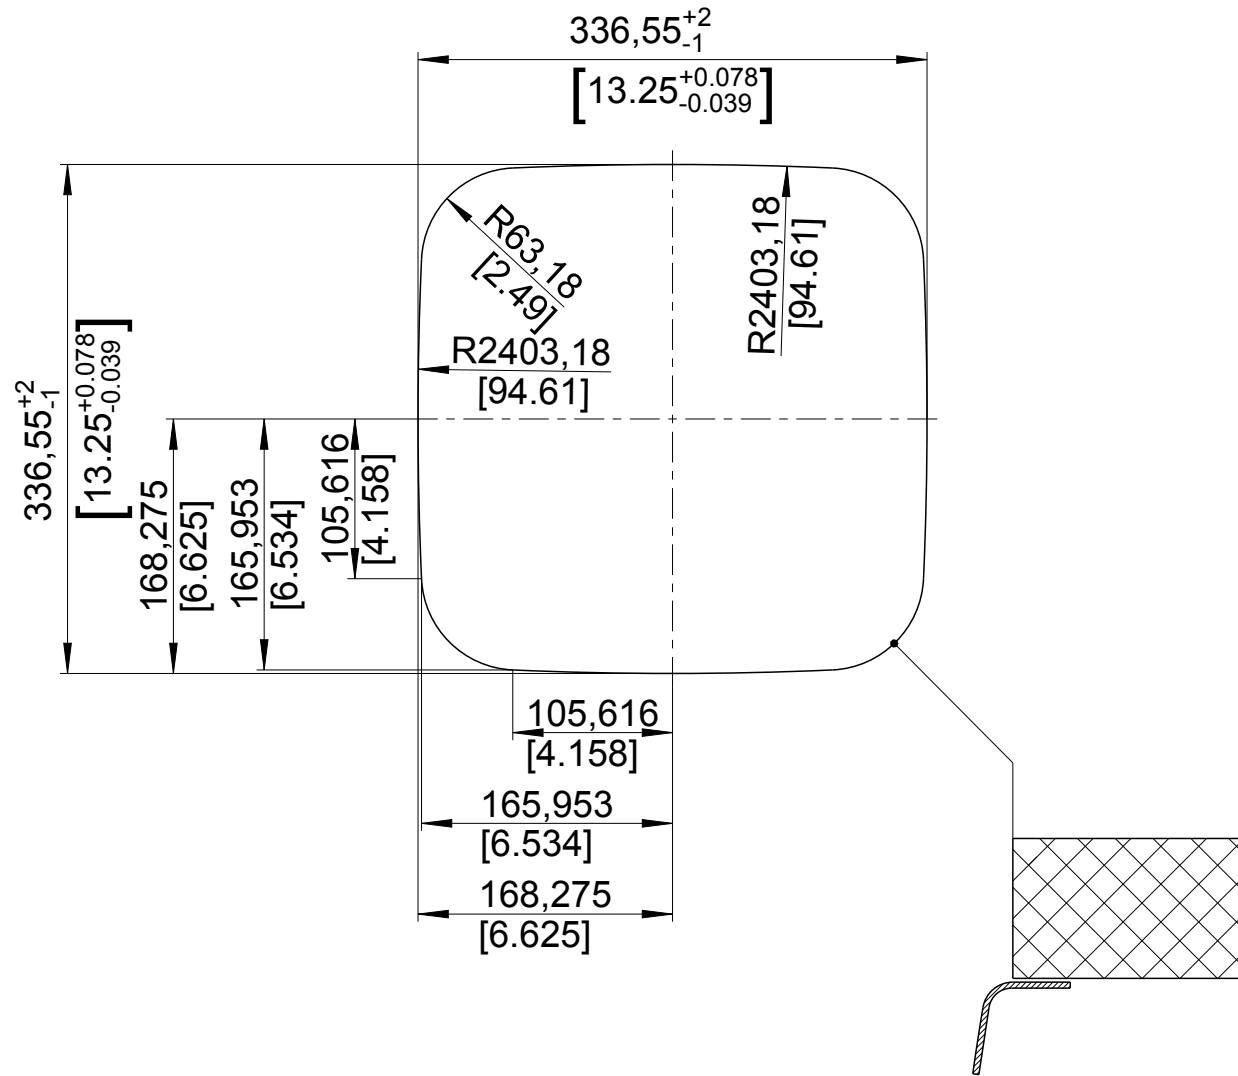 336,55 +2 -1
[13.25 +0.078 -0.039]
R63,18
[2.49]
R2403,18
[94.61]
R2403,18
[94.61]
336,55 +2 -1
[13.25 +0.078 -0.039]
168,275
[6.625]
165,953
[6.534]
105,616
[4.158]
105,616
[4.158]
165,953
[6.534]
168,275
[6.625]